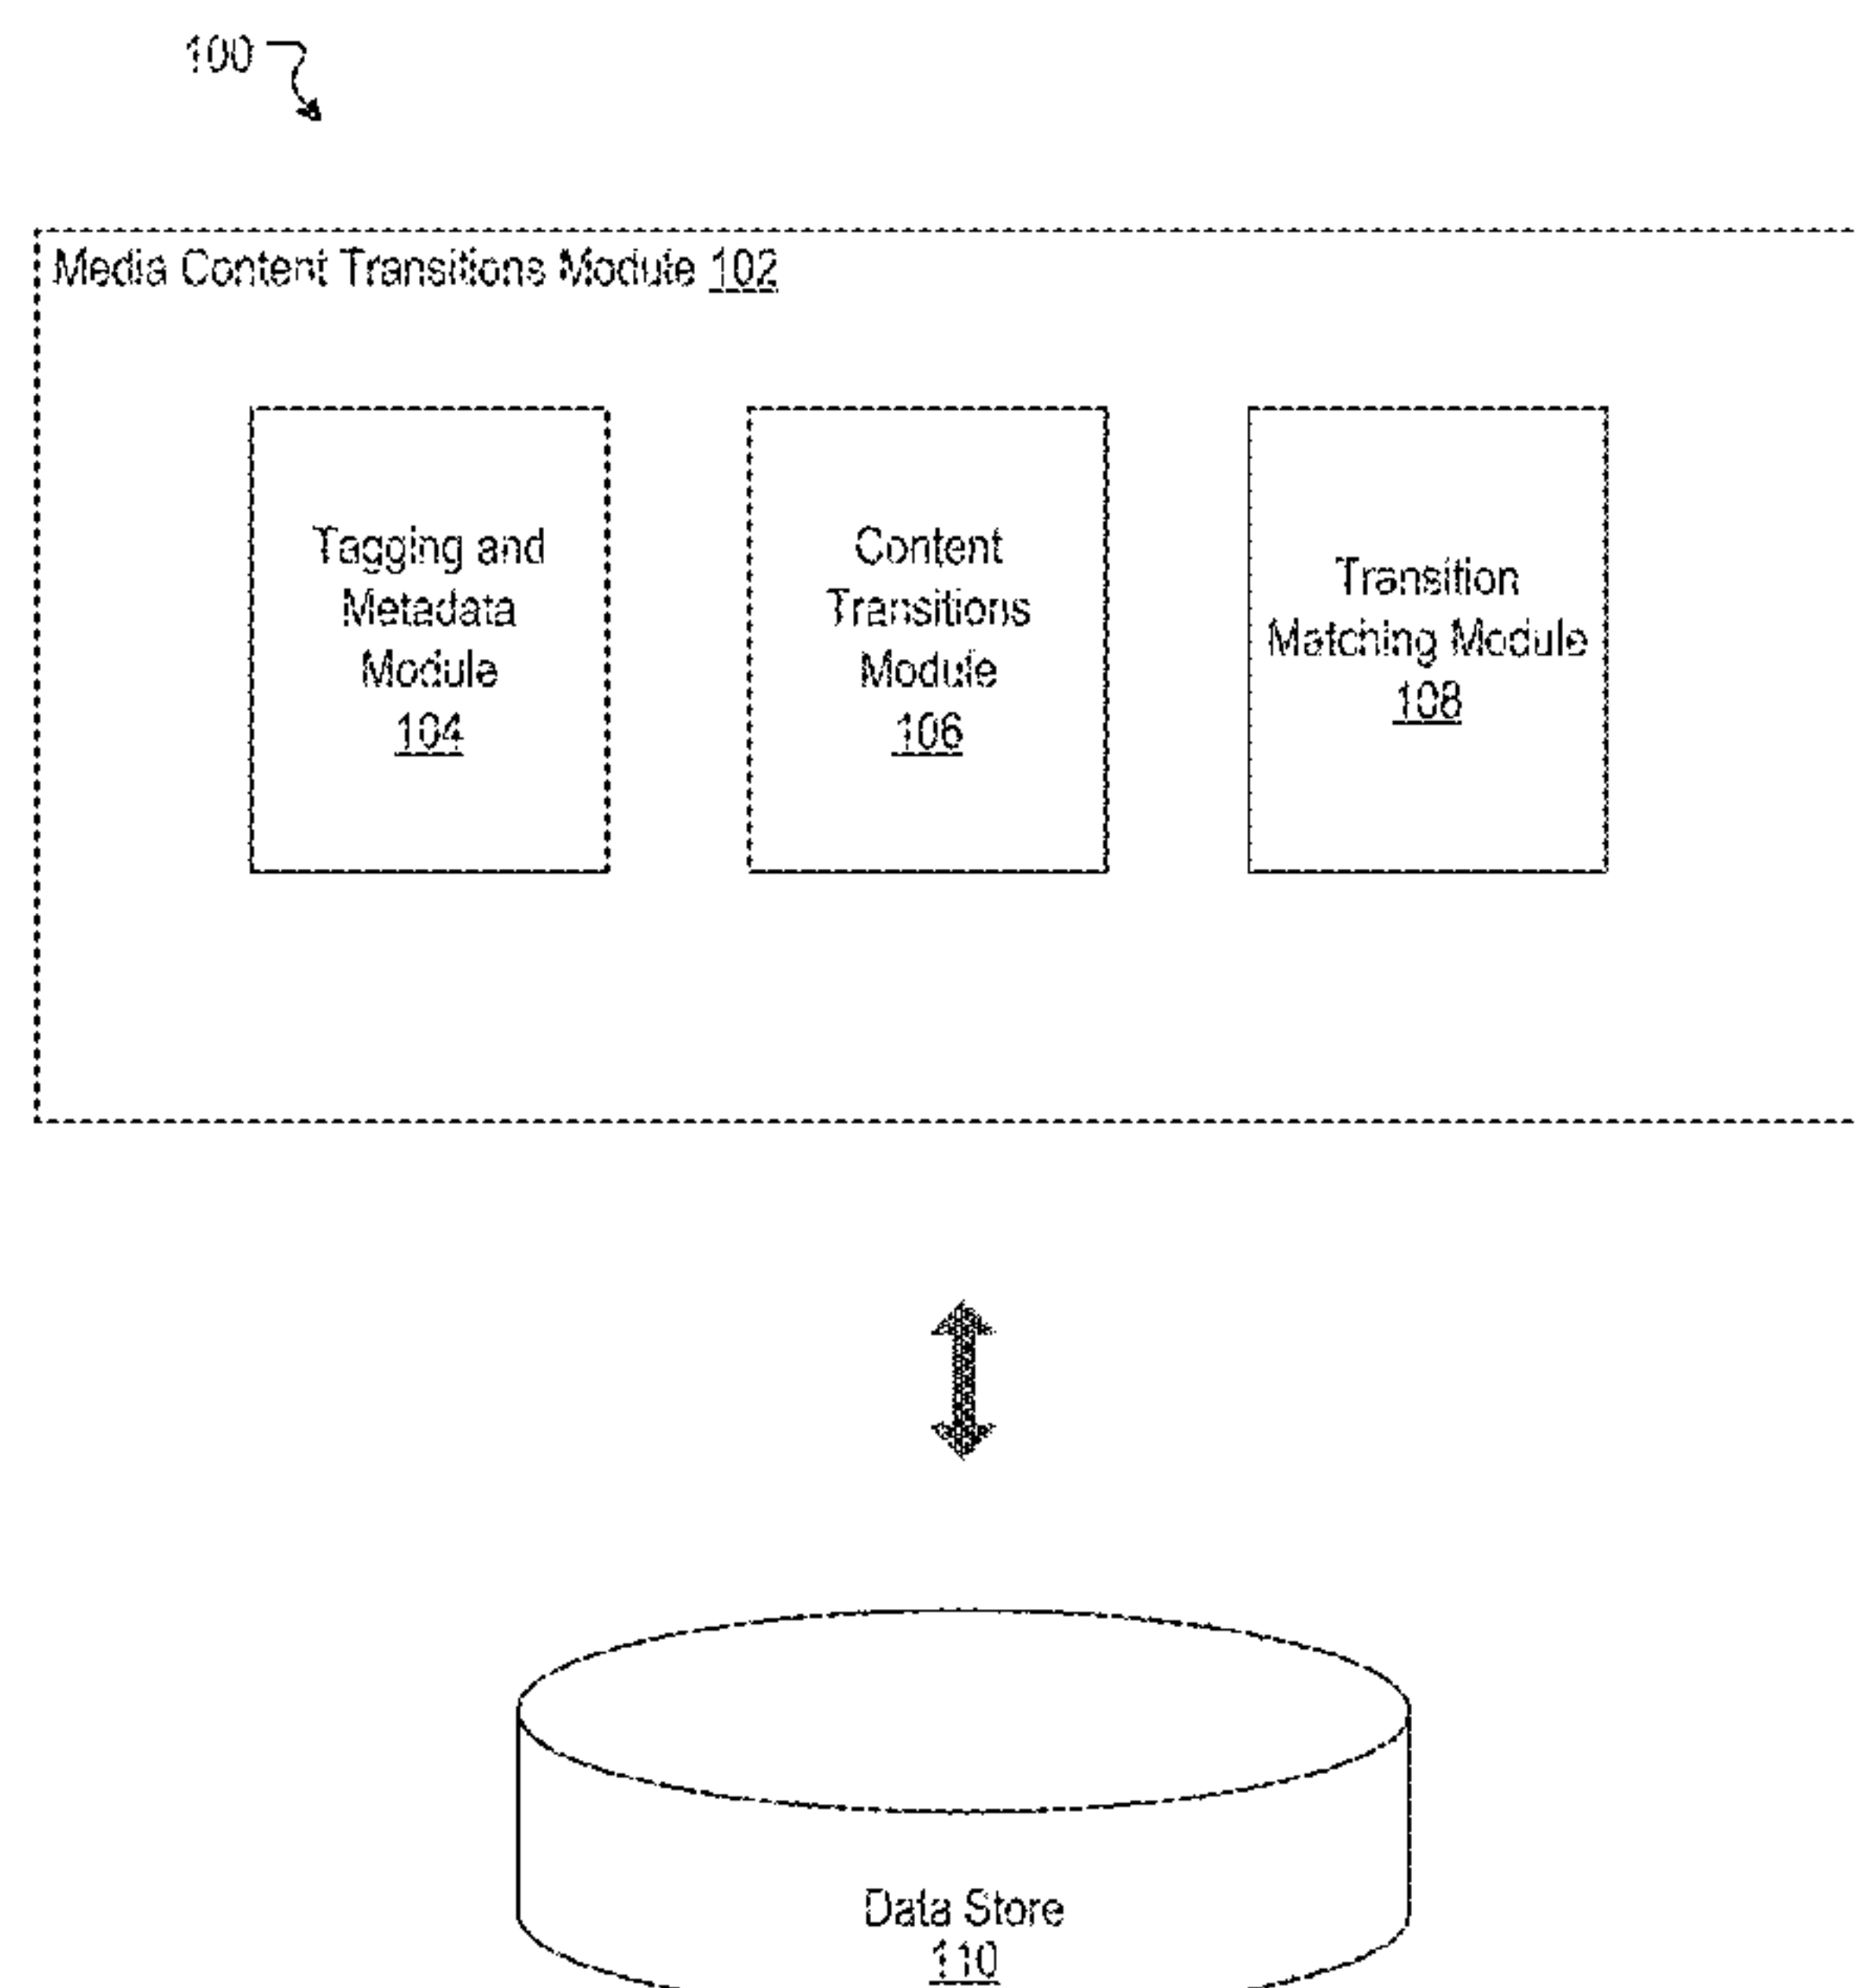 100
Media Content Transitions Module 102
Tagging and
Metadata
Module
104
Content
Transitions
Module
106
Transition
Matching Module
108
Data Store
110